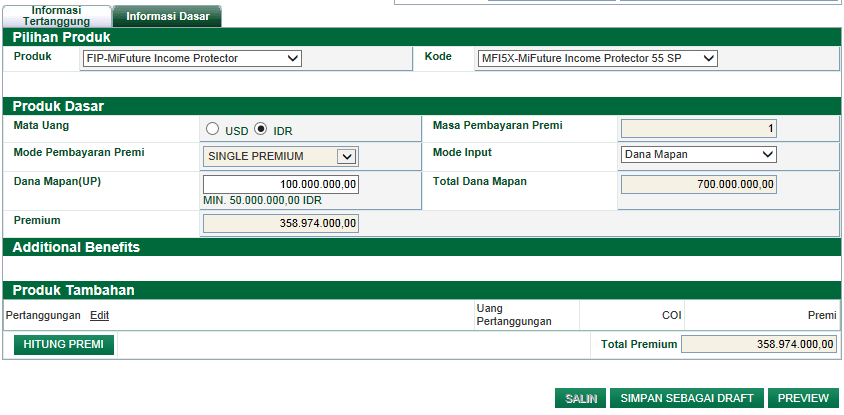 Informasi
Tertanggung
Informasi Dasar
Pilihan Produk
Produk FIP-MiFuture Income Protector Kode MFI5X-MiFuture Income Protector 55 SP
Produk Dasar
Mata Uang USD IDR Masa Pembayaran Premi 1
Mode Pembayaran Premi SINGLE PREMIUM Mode Input Dana Mapan
Dana Mapan(UP) 100.000.000,00 Total Dana Mapan 700.000.000,00
MIN. 50.000.000,00 IDR
Premium 358.974.000,00
Additional Benefits
Produk Tambahan
Pertanggungan Edit Uang
Pertanggungan COI Premi
HITUNG PREMI Total Premium 358.974.000,00
SALIN SIMPAN SEBAGAI DRAFT PREVIEW